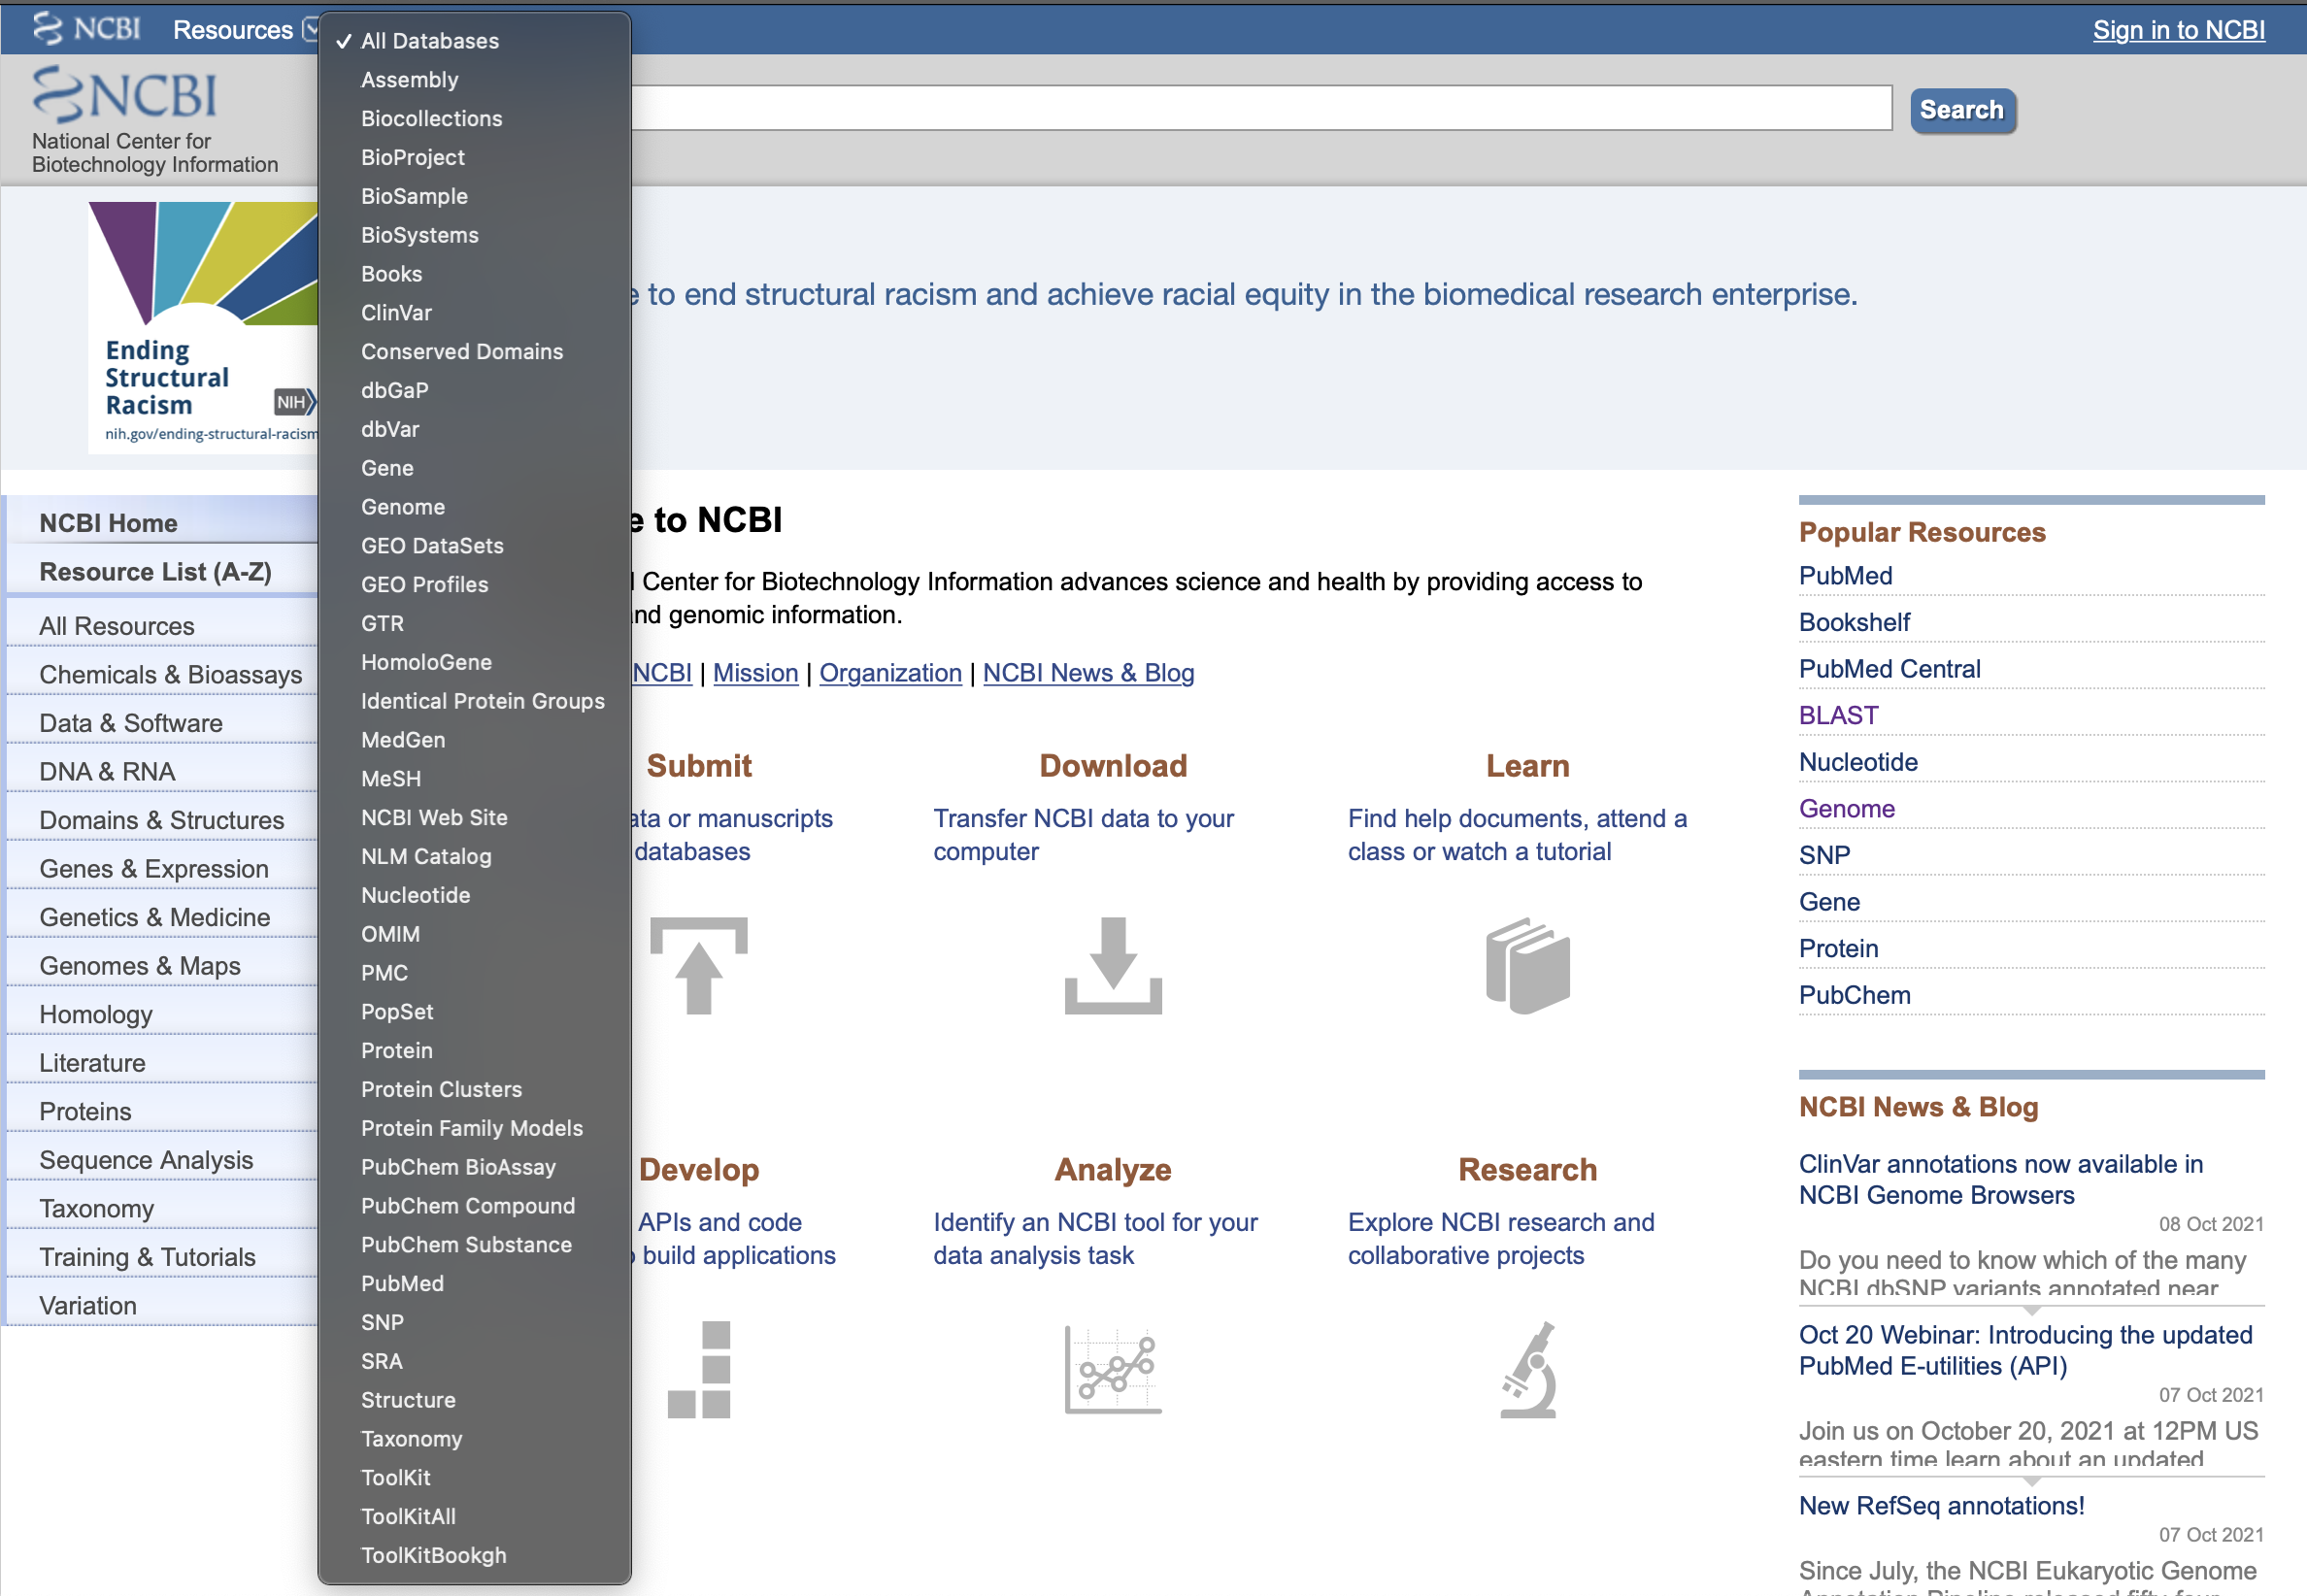 NCBI
Resources
Sign in to NCBI
NCBI
National Center for
Biotechnology Information
Search
✓ All Databases
Assembly
Biocollections
BioProject
BioSample
BioSystems
Books
ClinVar
Conserved Domains
dbGaP
dbVar
Gene
Genome
GEO DataSets
GEO Profiles
GTR
HomoloGene
Identical Protein Groups
MedGen
MeSH
NCBI Web Site
NLM Catalog
Nucleotide
OMIM
PMC
PopSet
Protein
Protein Clusters
Protein Family Models
PubChem BioAssay
PubChem Compound
PubChem Substance
PubMed
SNP
SRA
Structure
Taxonomy
ToolKit
ToolKitAll
ToolKitBookgh
Ending
Structural
Racism
NIH
nih.gov/ending-structural-racism
to end structural racism and achieve racial equity in the biomedical research enterprise.
NCBI Home
Resource List (A-Z)
All Resources
Chemicals & Bioassays
Data & Software
DNA & RNA
Domains & Structures
Genes & Expression
Genetics & Medicine
Genomes & Maps
Homology
Literature
Proteins
Sequence Analysis
Taxonomy
Training & Tutorials
Variation
to NCBI
Center for Biotechnology Information advances science and health by providing access to
genomic information.
NCBI | Mission | Organization | NCBI News & Blog
Submit
or manuscripts
databases
Download
Transfer NCBI data to your
computer
Learn
Find help documents, attend a
class or watch a tutorial
Develop
APIs and code
build applications
Analyze
Identify an NCBI tool for your
data analysis task
Research
Explore NCBI research and
collaborative projects
Popular Resources
PubMed
Bookshelf
PubMed Central
BLAST
Nucleotide
Genome
SNP
Gene
Protein
PubChem
NCBI News & Blog
ClinVar annotations now available in
NCBI Genome Browsers
08 Oct 2021
Do you need to know which of the many
NCBI dbSNP variants annotated near
Oct 20 Webinar: Introducing the updated
PubMed E-utilities (API)
07 Oct 2021
Join us on October 20, 2021 at 12PM US
eastern time learn about an updated
New RefSeq annotations!
07 Oct 2021
Since July, the NCBI Eukaryotic Genome